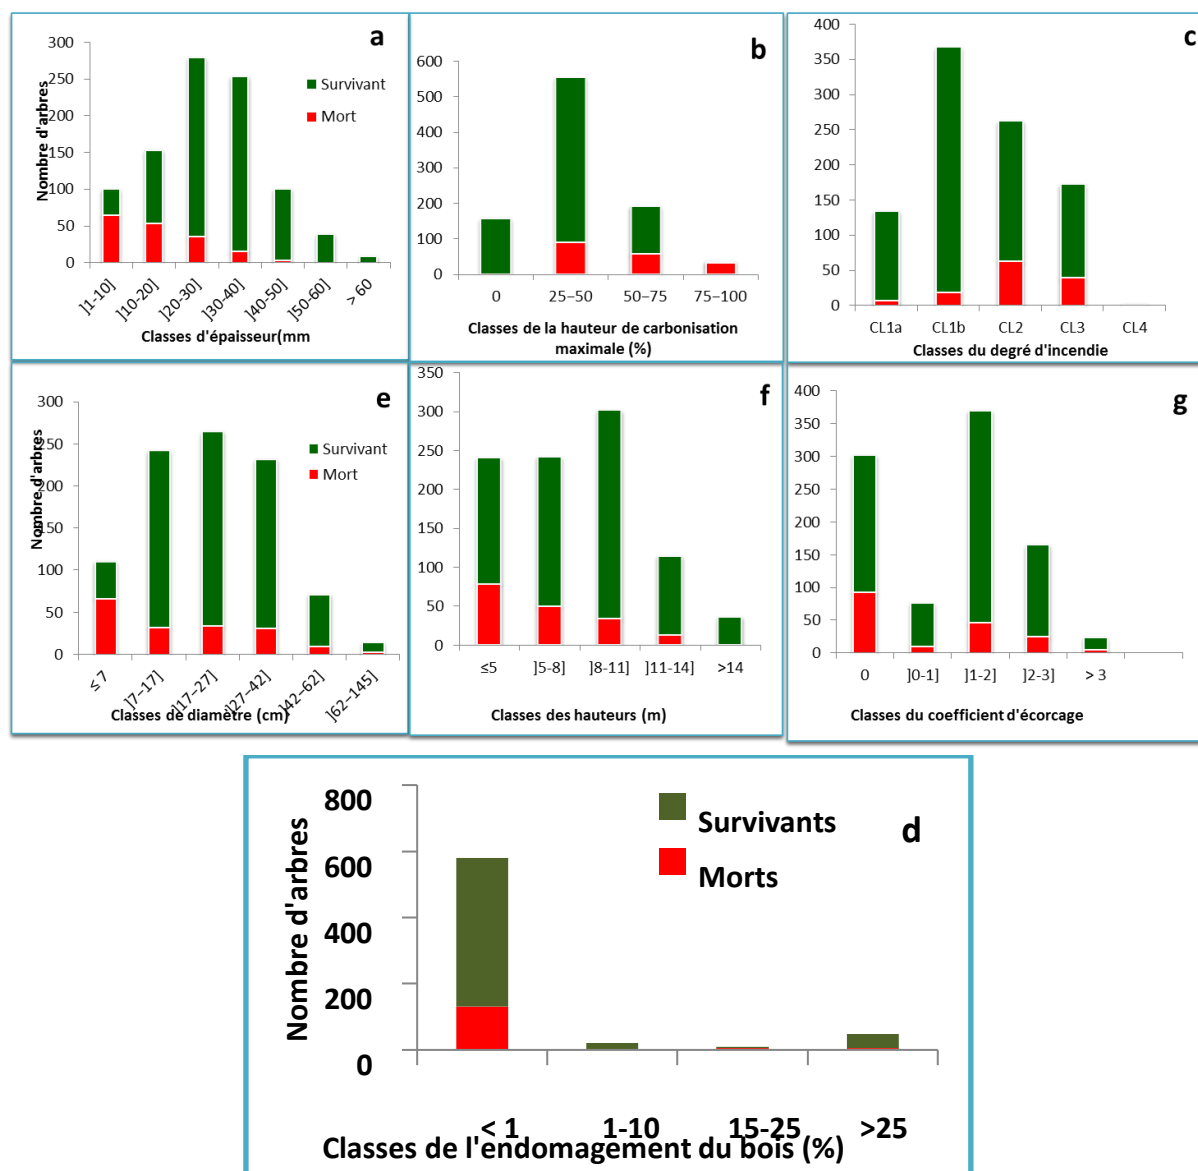 a
300
250
200
150
100
50
0
Nombre d'arbres
Survivant
Mort
]1-10]
]10-20]
]20-30]
]30-40]
]40-50]
]50-60]
> 60
Classes d'épaisseur(mm
b
600
500
400
300
200
100
0
0
25–50
50–75
75–100
Classes de la hauteur de carbonisation
maximale (%)
c
400
350
300
250
200
150
100
50
0
CL1a
CL1b
CL2
CL3
CL4
Classes du degré d'incendie
e
300
250
200
150
100
50
0
Nombre d'arbres
Survivant
Mort
≤ 7
]7–17]
]17–27]
]27–42]
]42–62]
]62–145]
Classes de diamètre (cm)
f
350
300
250
200
150
100
50
0
≤5
]5-8]
]8-11]
]11-14]
>14
Classes des hauteurs (m)
g
400
350
300
250
200
150
100
50
0
0
]0-1]
]1-2]
]2-3]
> 3
Classes du coefficient d'écorcage
d
800
600
400
200
0
Nombre d'arbres
Survivants
Morts
< 1
1-10
15-25
>25
Classes de l'endomagement du bois (%)